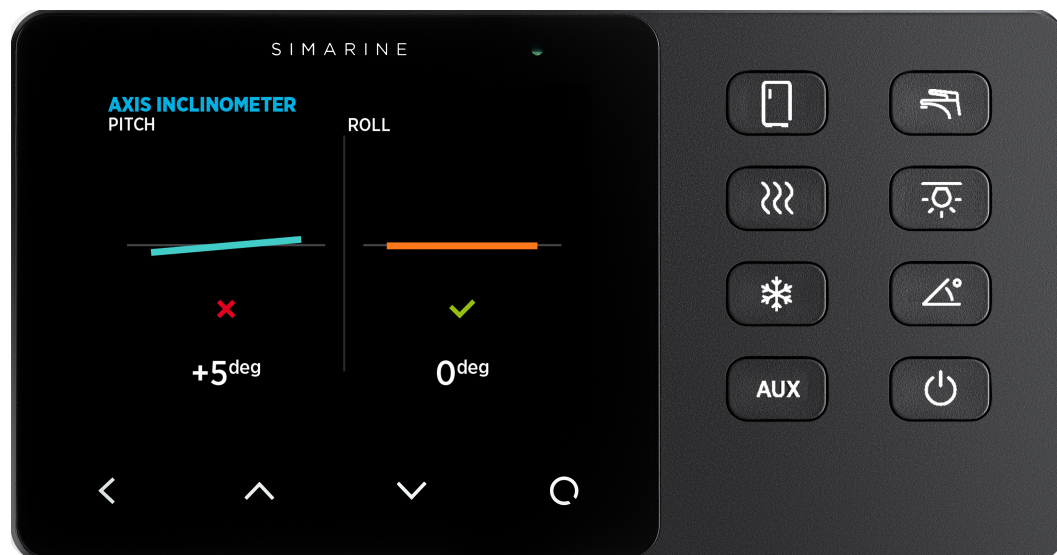 SIMARINE
AXIS INCLINOMETER
PITCH
ROLL
+5deg
0deg
AUX